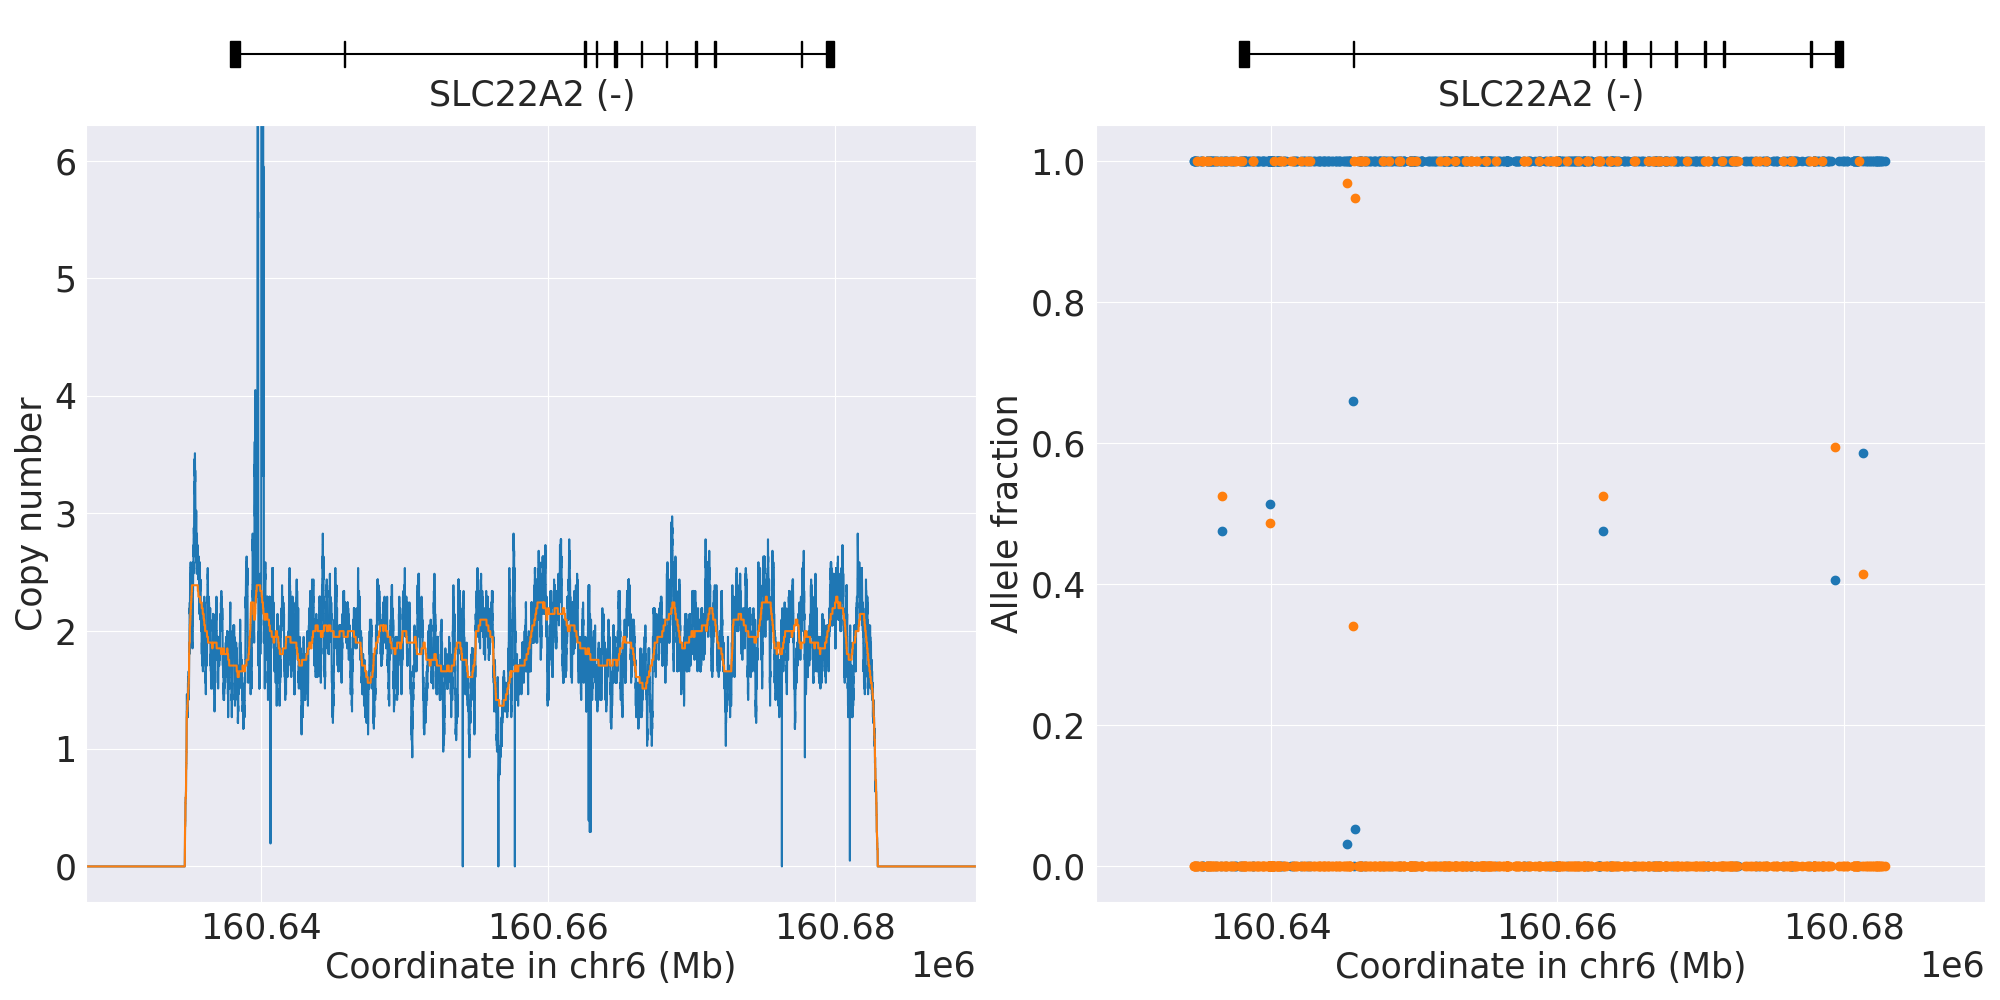 SLC22A2 (-)
6
5
4
3
2
1
0
Copy number
160.64 160.66 160.68
Coordinate in chr6 (Mb) 1e6
SLC22A2 (-)
1.0
0.8
0.6
0.4
0.2
0.0
Allele fraction
160.64 160.66 160.68
Coordinate in chr6 (Mb) 1e6